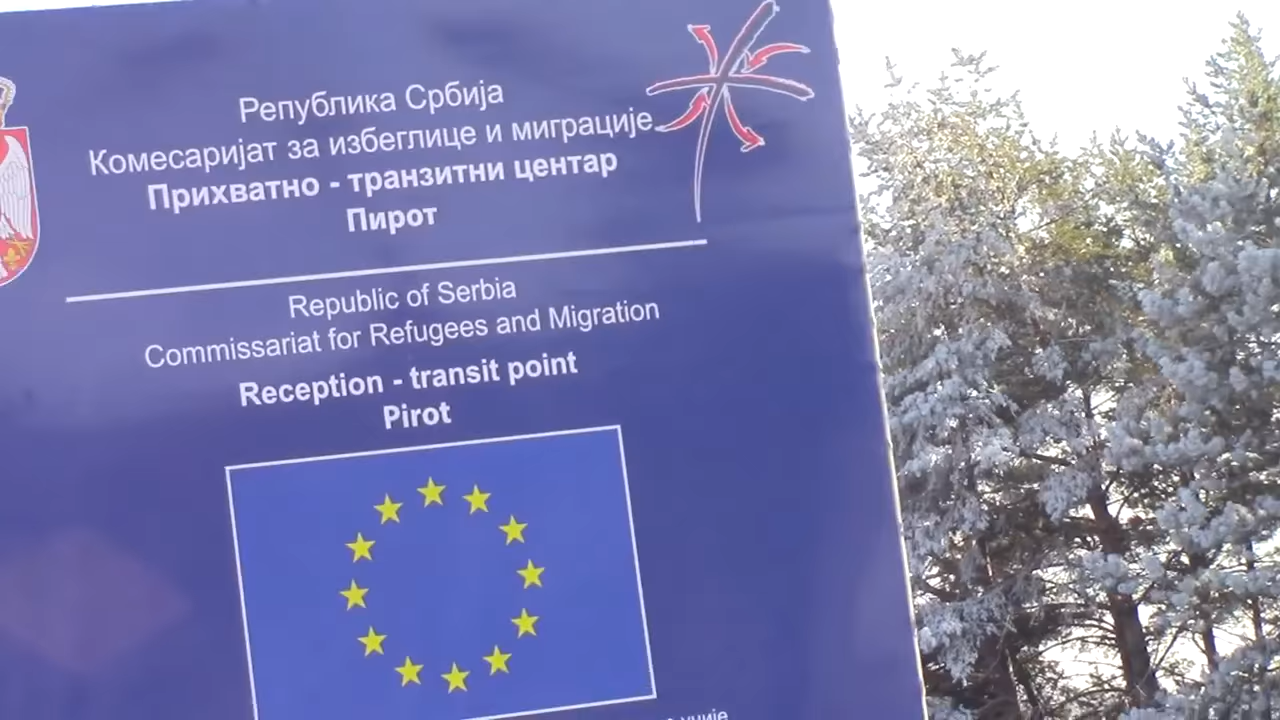 Република Србија
Комесаријат за избеглице и миграције
Прихватно - транзитни центар
Пирот
Republic of Serbia
Commissariat for Refugees and Migration
Reception - transit point
Pirot
уније